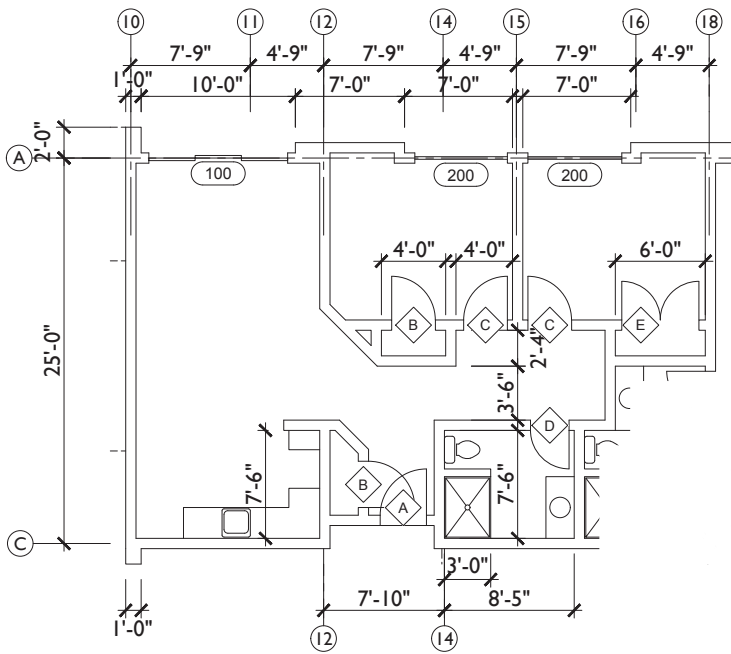 10 11 12 14 15 16 18
7'-9" 4'-9" 7'-9" 4'-9" 7'-9" 4'-9"
1'-0" 10'-0" 7'-0" 7'-0" 7'-0"
2'-0"
A
100 200 200
4'-0" 4'-0" 6'-0"
B C C E
2'-4"
25'-0"
3'-6"
D
7'-6" B 7'-6"
A
C
3'-0"
7'-10" 8'-5"
1'-0"
12 14